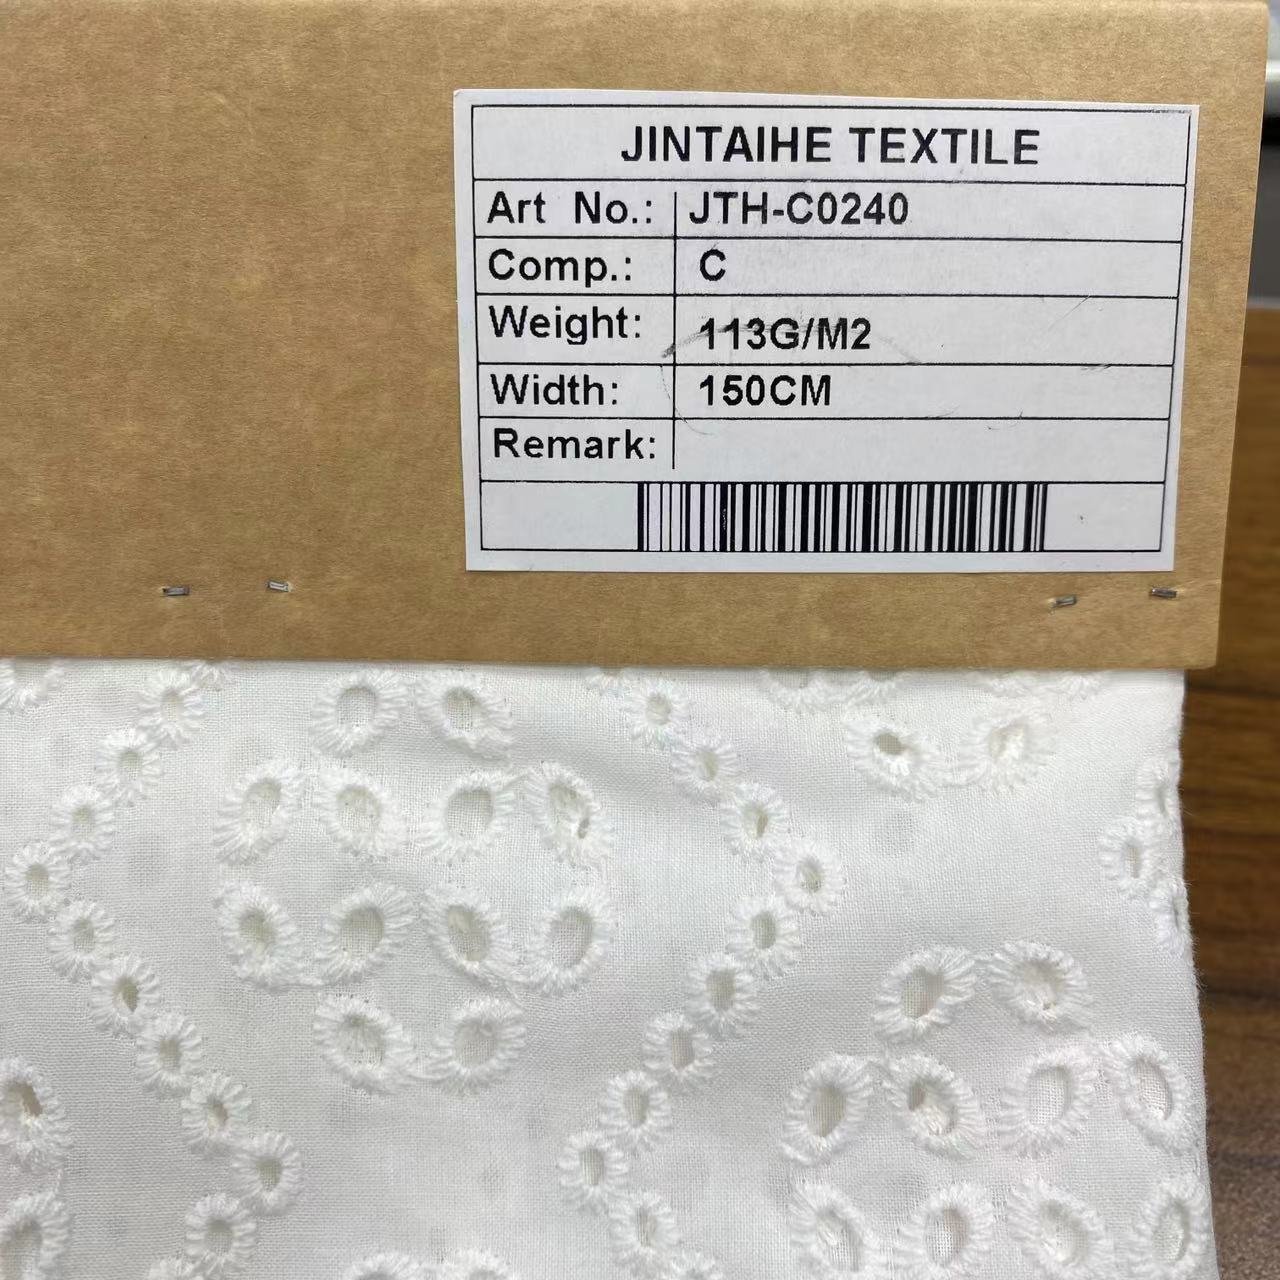 JINTAIHE TEXTILE
Art No.: JTH-C0240
Comp.: C
Weight: 113G/M2
Width: 150CM
Remark: